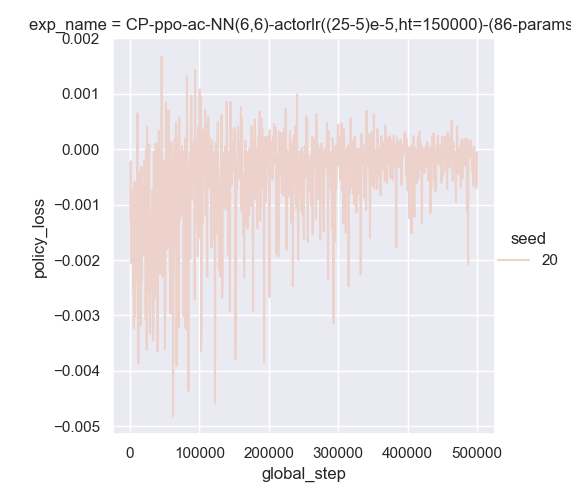 exp_name = CP-ppo-ac-NN(6,6)-actorlr((25-5)e-5,ht=150000)-(86-params
0.002
0.001
0.000
−0.001
−0.002
−0.003
−0.004
−0.005
policy_loss
0 100000 200000 300000 400000 500000
global_step
seed
20